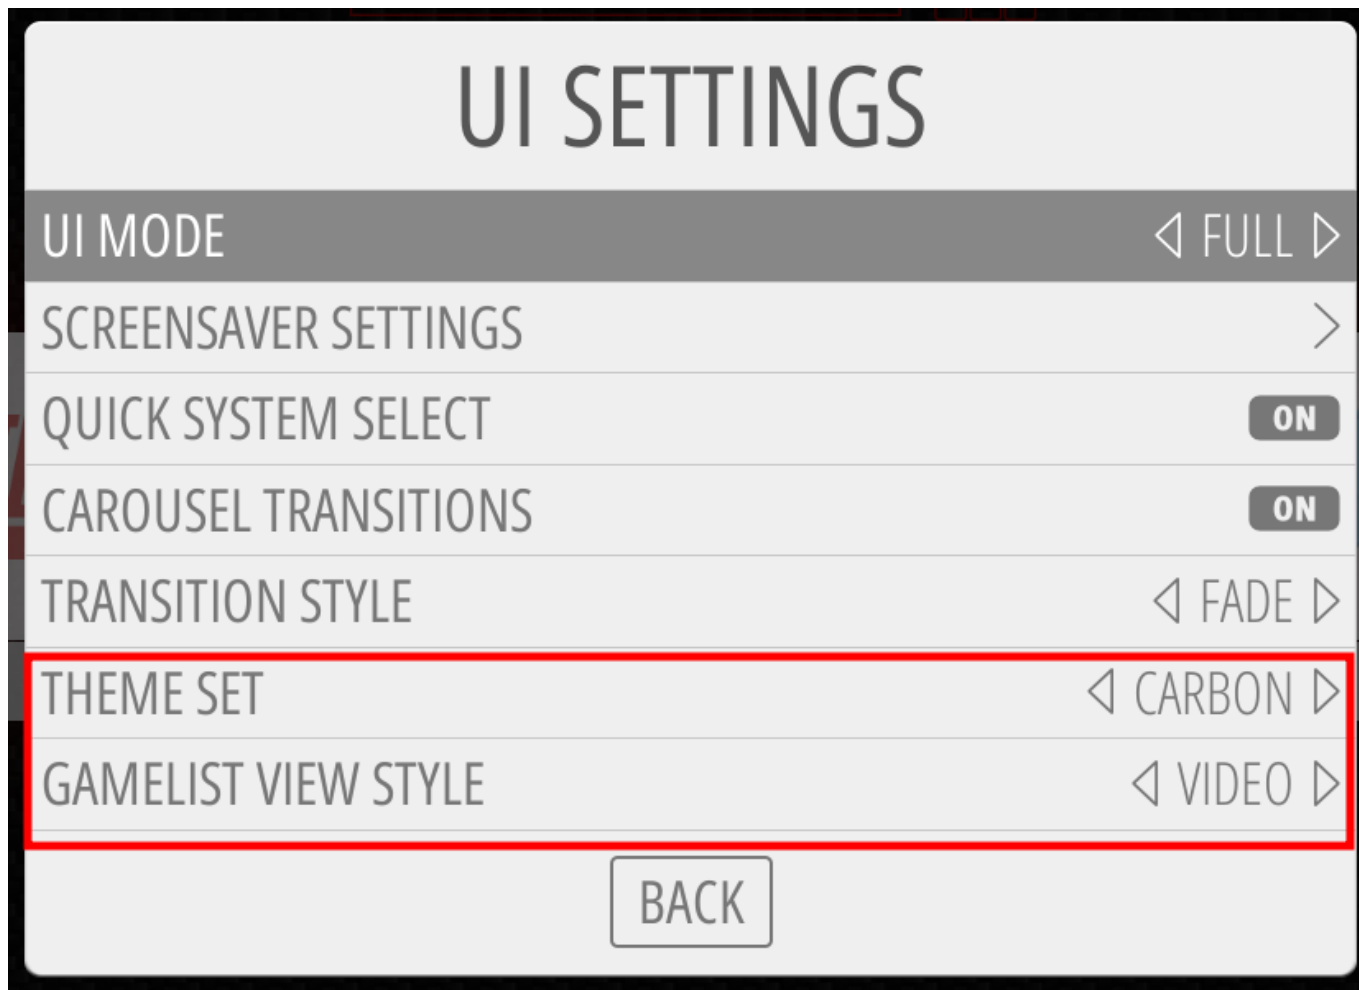 UI SETTINGS
UI MODE FULL
SCREENSAVER SETTINGS
QUICK SYSTEM SELECT ON
CAROUSEL TRANSITIONS ON
TRANSITION STYLE FADE
THEME SET CARBON
GAMELIST VIEW STYLE VIDEO
BACK